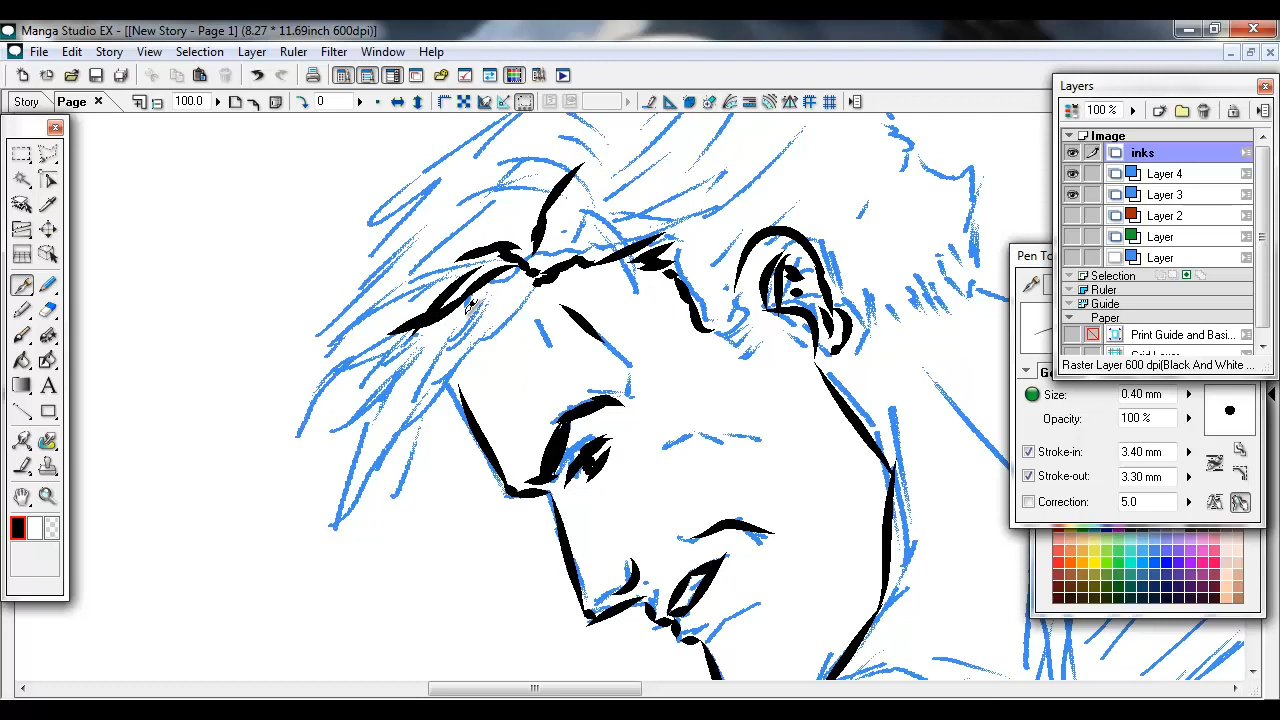 Manga Studio EX - [[New Story - Page 1] (8.27 * 11.69inch 600dpi)]
File Edit Story View Selection Layer Ruler Filter Window Help
Story Page 100.0 0
Layers
100 %
Image
inks
Layer 4
Layer 3
Layer 2
Layer
Layer
Selection
Ruler
Guide
Paper
Print Guide and Basi...
Raster Layer 600 dpi(Black And White ...
Pen To
Size: 0.40 mm
Opacity: 100 %
Stroke-in: 3.40 mm
Stroke-out: 3.30 mm
Correction: 5.0
A